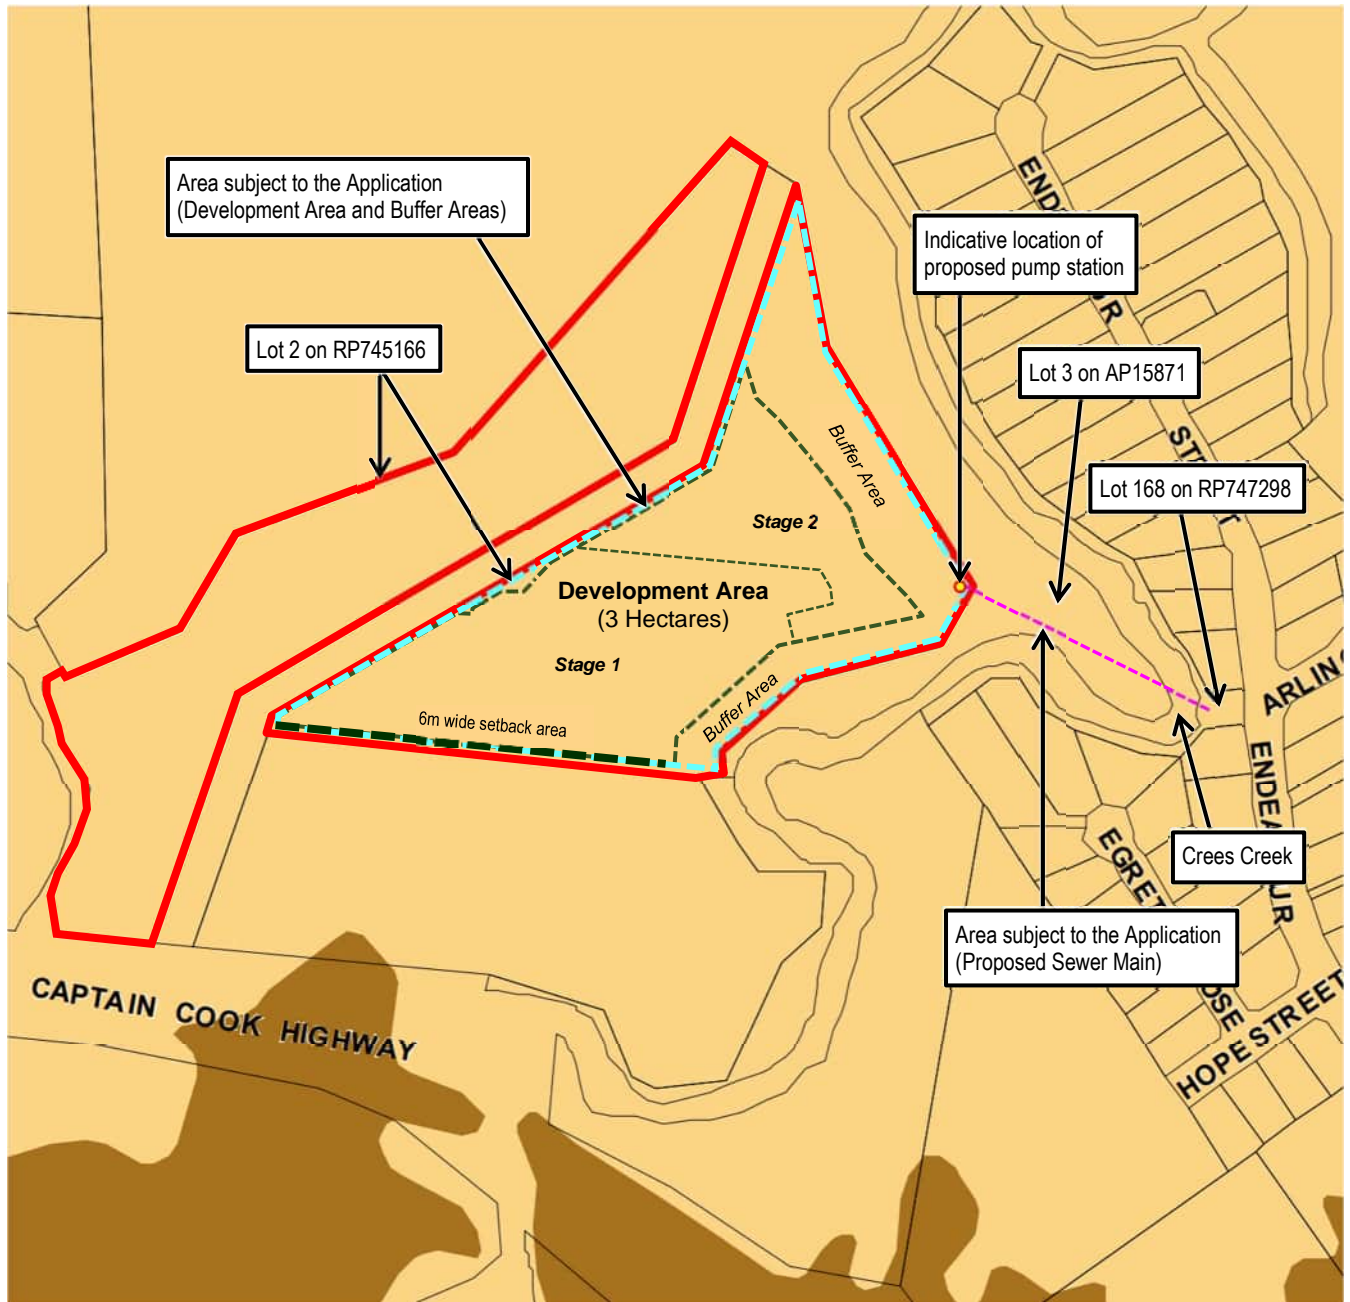 Area subject to the Application
(Development Area and Buffer Areas)
Indicative location of
proposed pump station
Lot 2 on RP745166
Lot 3 on AP15871
Lot 168 on RP747298
Buffer Area
Stage 2
Development Area
(3 Hectares)
Stage 1
6m wide setback area
Buffer Area
STREET
ENDEAVOUR
Crees Creek
Area subject to the Application
(Proposed Sewer Main)
EGRET
HOPE STREET
CAPTAIN COOK HIGHWAY